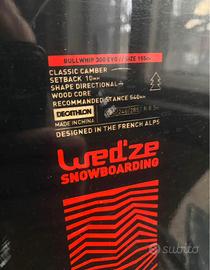 BULLWHIP 300 EVO // SIZE 155cm
CLASSIC CAMBER
SETBACK 10mm
SHAPE DIRECTIONAL
WOOD CORE
RECOMMANDED STANCE 540mm
DECATHLON
MADE IN CHINA
DESIGNED IN THE FRENCH ALPS
wed'ze
SNOWBOARDING
subito